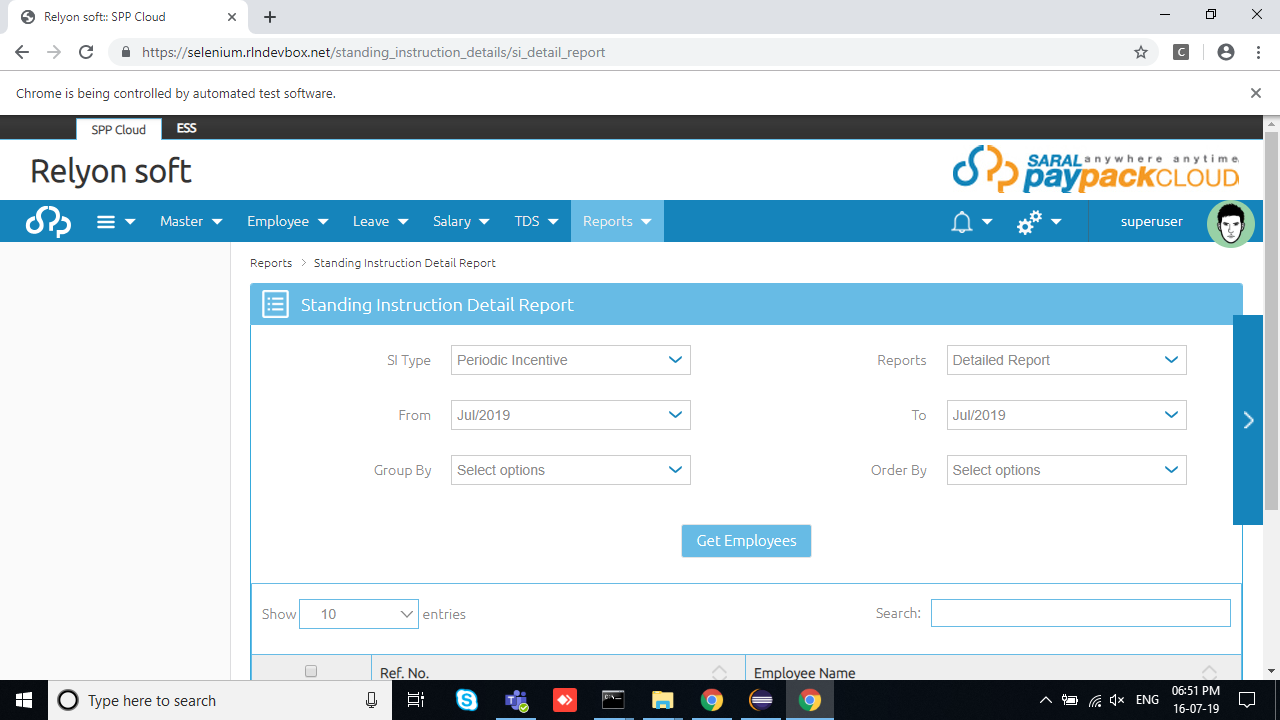 Relyon soft:: SPP Cloud
https://selenium.rlndevbox.net/standing_instruction_details/si_detail_report
C
Chrome is being controlled by automated test software.
SPP Cloud ESS
Relyon soft
SARAL anywhere anytime
paypackCLOUD
Master Employee Leave Salary TDS Reports superuser
Reports > Standing Instruction Detail Report
Standing Instruction Detail Report
SI Type Periodic Incentive Reports Detailed Report
From Jul/2019 To Jul/2019
Group By Select options Order By Select options
Get Employees
Show 10 entries Search:
Ref. No. Employee Name
Type here to search ENG 06:51 PM
16-07-19